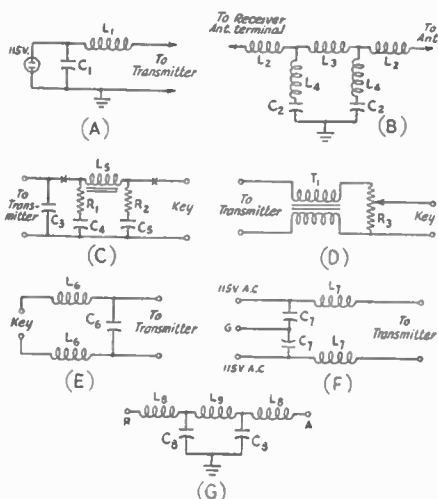 L1
115V.
C1
To Transmitter
(A)
To Receiver
Ant. terminal
To Ant.
L2
L3
L2
L4
L4
C2
C2
(B)
L5
x
x
To Trans-
mitter
C3
R1
R2
C4
C5
Key
(C)
T1
To Transmitter
R3
Key
(D)
L6
Key
C6
To
Transmitter
L6
(E)
115V A.C
L7
C7
G
C7
To
Transmitter
115V A.C
L7
(F)
L8
L9
L8
R
A
C8
C8
(G)